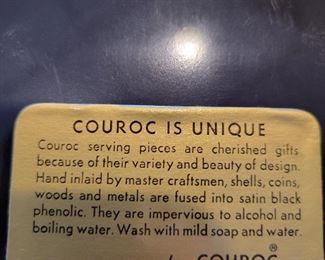 COUROC IS UNIQUE
Couroc serving pieces are cherished gifts
because of their variety and beauty of design.
Hand inlaid by master craftsmen, shells, coins,
woods and metals are fused into satin black
phenolic. They are impervious to alcohol and
boiling water. Wash with mild soap and water.
COUROC®